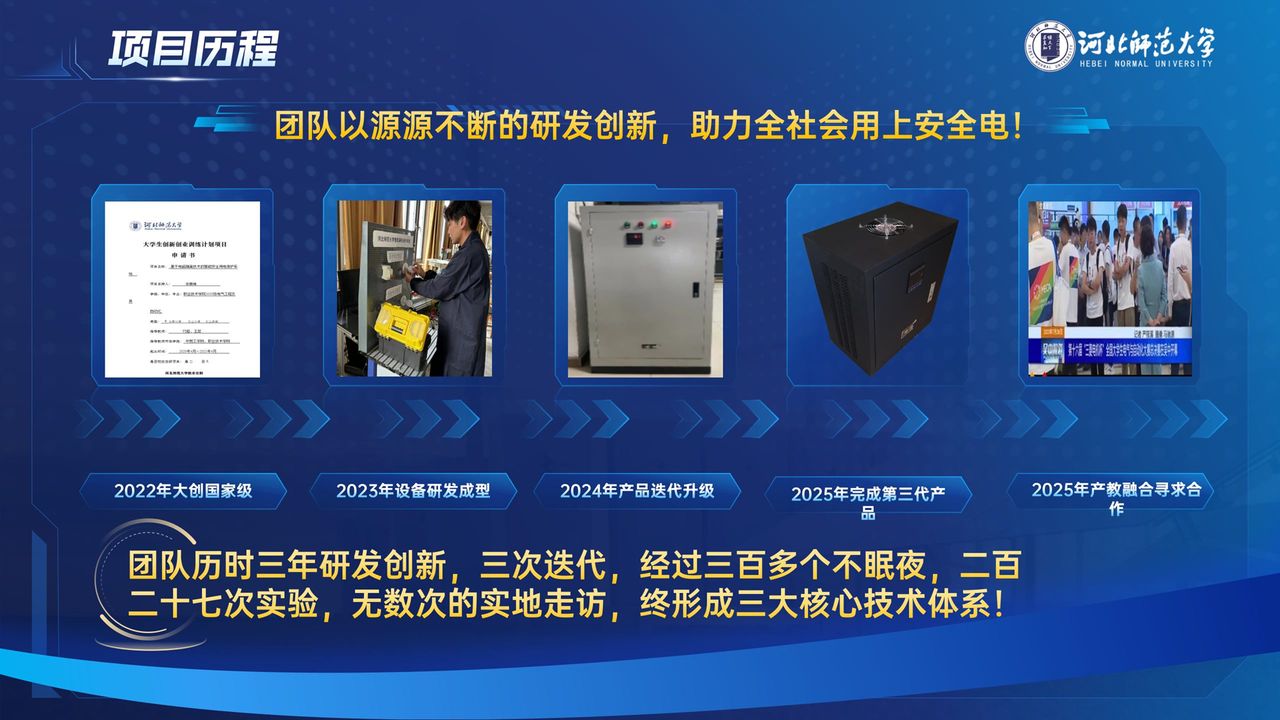 项目历程
河北师范大学
HEBEI NORMAL UNIVERSITY
团队以源源不断的研发创新，助力全社会用上安全电！
河北师范大学
大学生创新创业训练计划项目
申请书
2022年大创国家级
2023年设备研发成型
2024年产品迭代升级
2025年完成第三代产
品
2025年产教融合寻求合
作
团队历时三年研发创新，三次迭代，经过三百多个不眠夜，二百
二十七次实验，无数次的实地走访，终形成三大核心技术体系！